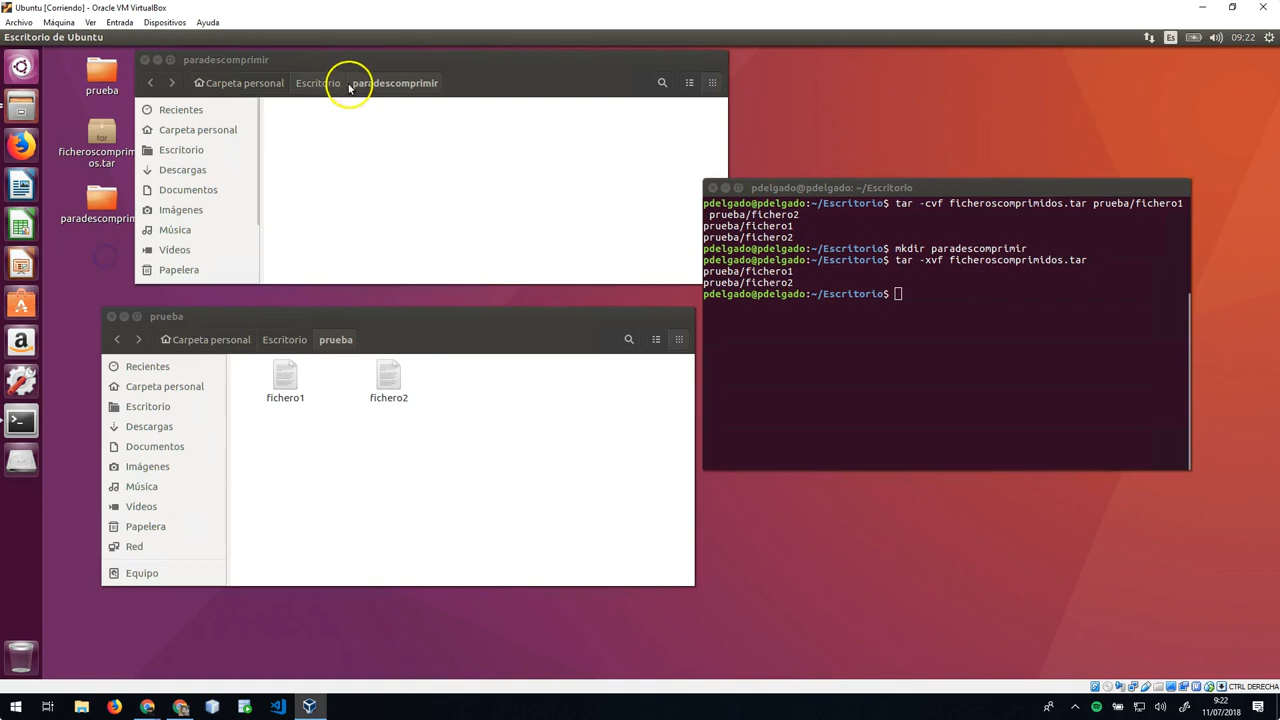 Ubuntu [Corriendo] - Oracle VM VirtualBox
Archivo Máquina Ver Entrada Dispositivos Ayuda
Escritorio de Ubuntu
Es
09:22
prueba
tar
ficheroscomprim
os.tar
paradescomprim
paradescomprimir
Carpeta personal
Escritorio
paradescomprimir
Recientes
Carpeta personal
Escritorio
Descargas
Documentos
Imágenes
Música
Vídeos
Papelera
pdelgado@pdelgado: ~/Escritorio
pdelgado@pdelgado:~/Escritorio$ tar -cvf ficheroscomprimidos.tar prueba/fichero1
prueba/fichero2
prueba/fichero1
prueba/fichero2
pdelgado@pdelgado:~/Escritorio$ mkdir paradescomprimir
pdelgado@pdelgado:~/Escritorio$ tar -xvf ficheroscomprimidos.tar
prueba/fichero1
prueba/fichero2
pdelgado@pdelgado:~/Escritorio$
prueba
Carpeta personal
Escritorio
prueba
Recientes
Carpeta personal
Escritorio
Descargas
Documentos
Imágenes
Música
Vídeos
Papelera
Red
Equipo
fichero1
fichero2
CTRL DERECHA
9:22
11/07/2018